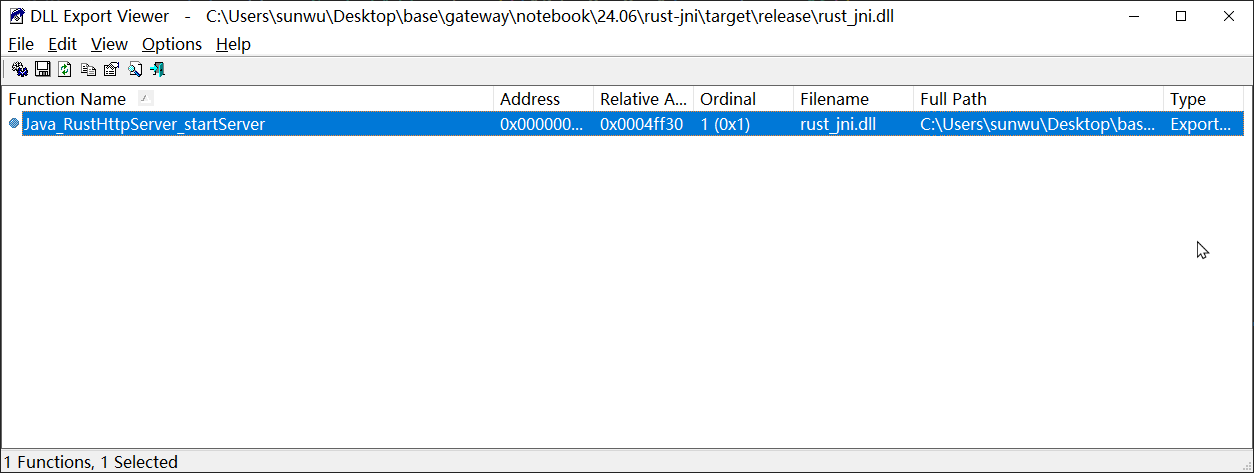 DLL Export Viewer - C:\Users\sunwu\Desktop\base\gateway\notebook\24.06\rust-jni\target\release\rust_jni.dll
File Edit View Options Help
Function Name Address Relative A... Ordinal Filename Full Path Type
Java_RustHttpServer_startServer 0x000000... 0x0004ff30 1 (0x1) rust_jni.dll C:\Users\sunwu\Desktop\bas... Export...
1 Functions, 1 Selected